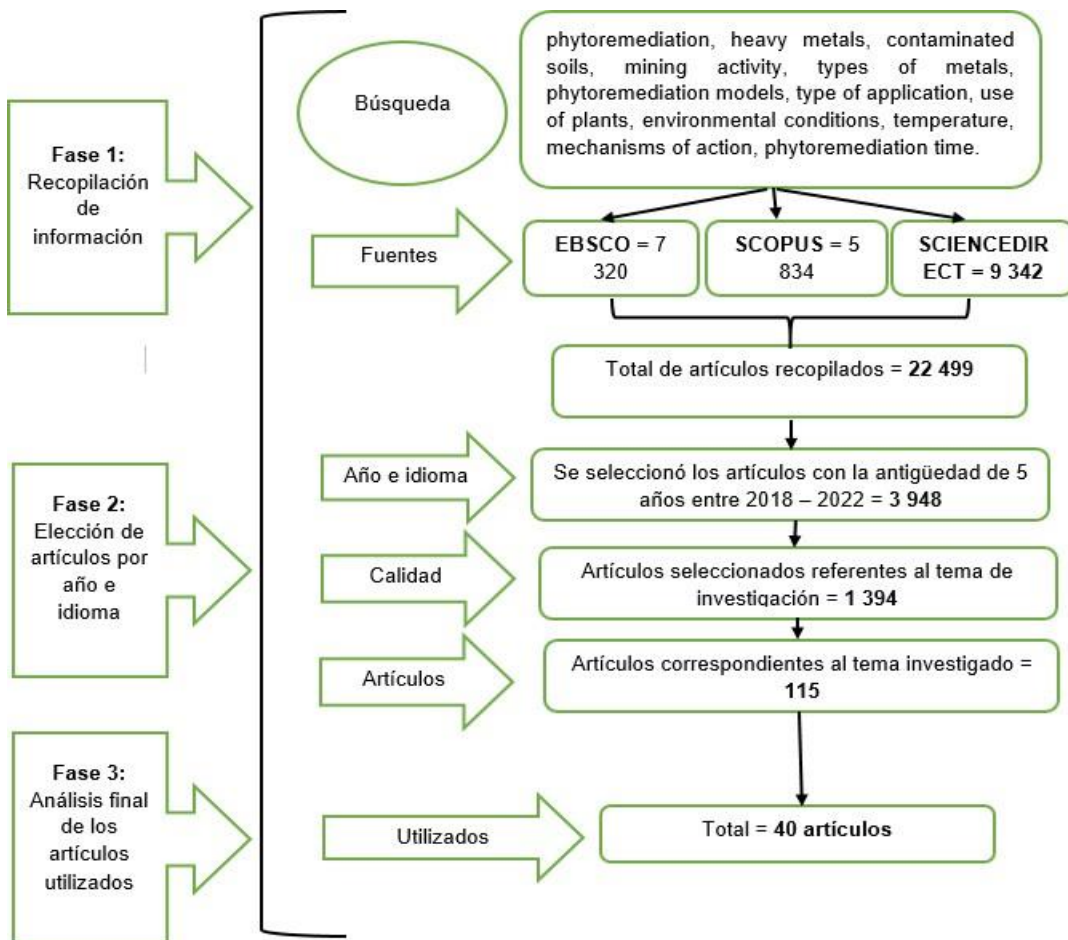 Fase 1:
Recopilación
de
información
Búsqueda
phytoremediation, heavy metals, contaminated
soils, mining activity, types of metals,
phytoremediation models, type of application, use
of plants, environmental conditions, temperature,
mechanisms of action, phytoremediation time.
Fuentes
EBSCO = 7
320
SCOPUS = 5
834
SCIENCEDIR
ECT = 9 342
Total de artículos recopilados = 22 499
Fase 2:
Elección de
artículos por
año e
idioma
Año e idioma
Se seleccionó los artículos con la antigüedad de 5
años entre 2018 – 2022 = 3 948
Calidad
Artículos seleccionados referentes al tema de
investigación = 1 394
Artículos
Artículos correspondientes al tema investigado =
115
Fase 3:
Análisis final
de los
artículos
utilizados
Utilizados
Total = 40 artículos